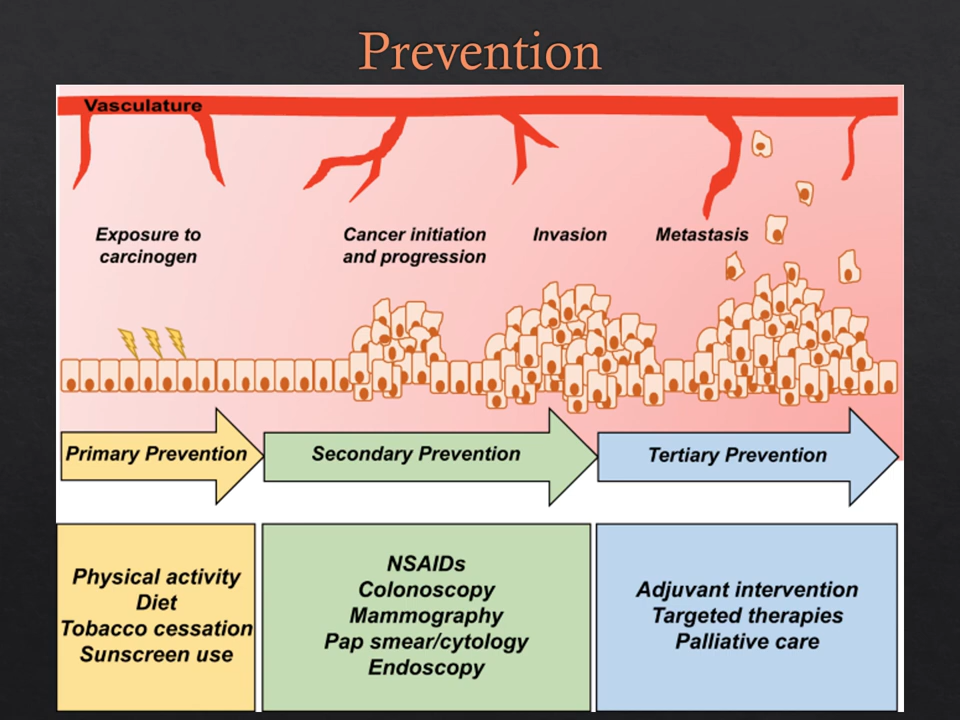 Prevention
Vasculature
Exposure to
carcinogen
Cancer initiation
and progression
Invasion
Metastasis
Primary Prevention
Secondary Prevention
Tertiary Prevention
Physical activity
Diet
Tobacco cessation
Sunscreen use
NSAIDs
Colonoscopy
Mammography
Pap smear/cytology
Endoscopy
Adjuvant intervention
Targeted therapies
Palliative care